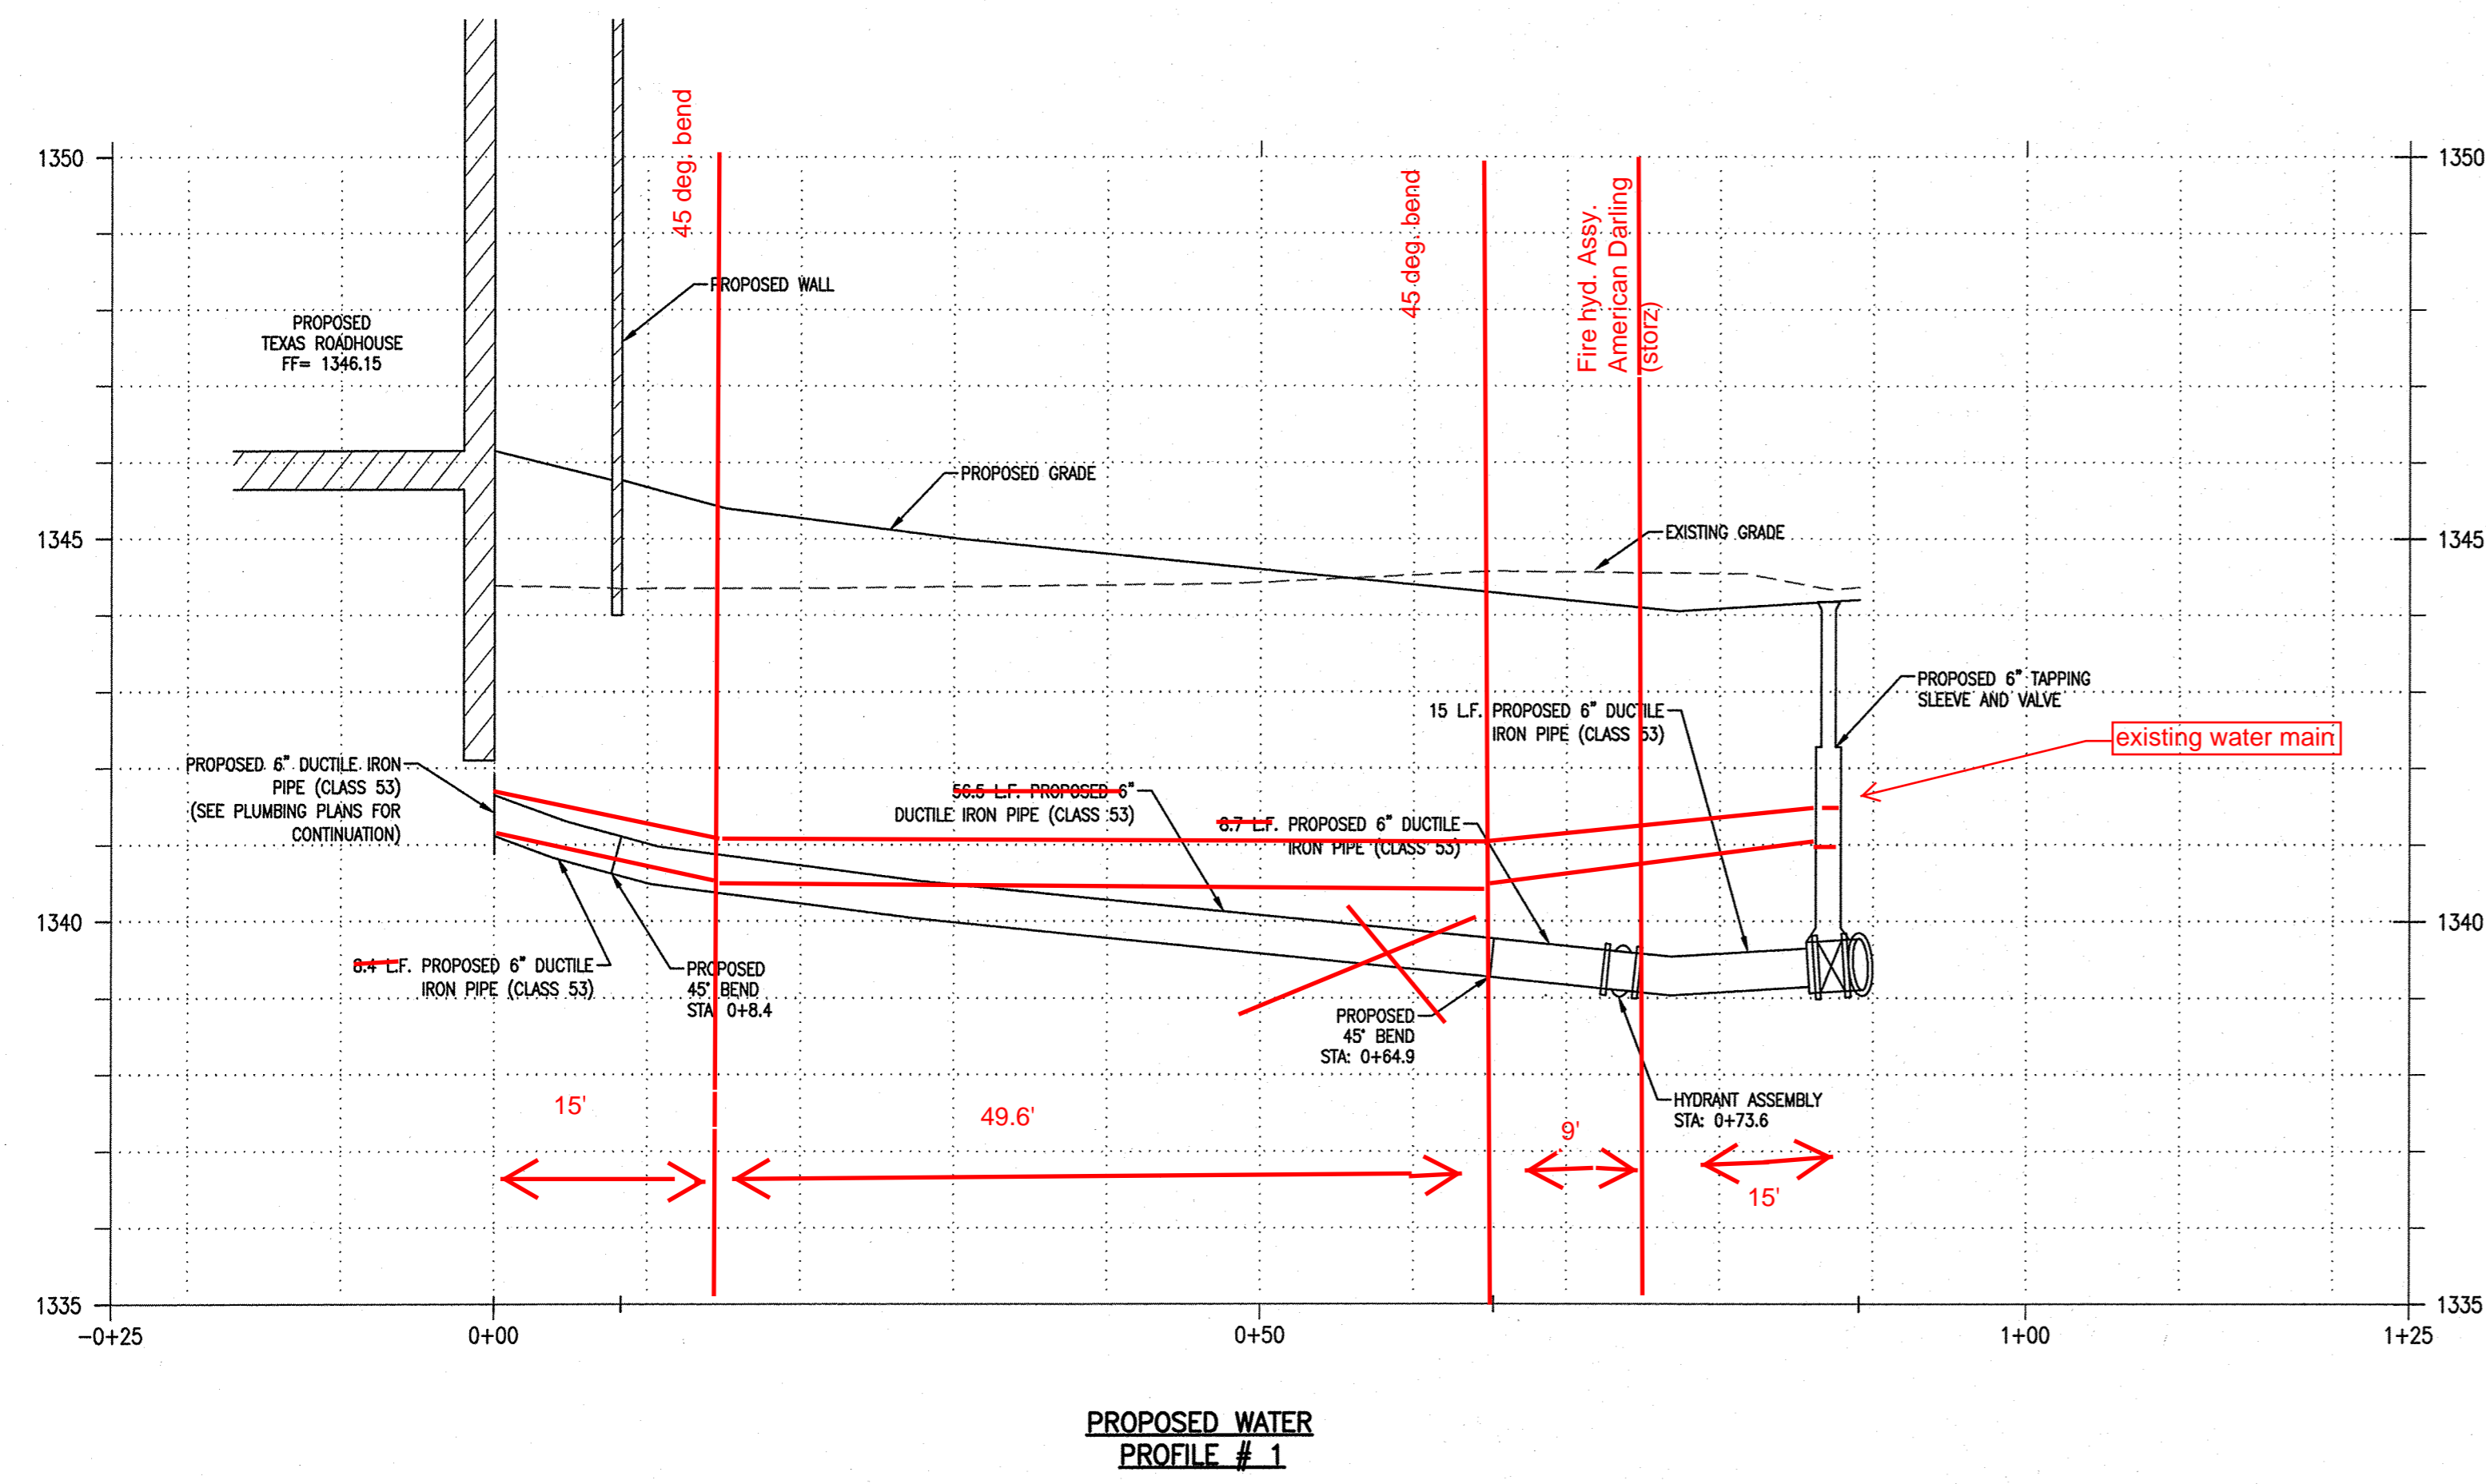 45 deg. bend
45 deg. bend
Fire hyd. Assy.
American Darling
(storz)
1350
1350
PROPOSED WALL
PROPOSED
TEXAS ROADHOUSE
FF= 1346.15
PROPOSED GRADE
EXISTING GRADE
1345
1345
PROPOSED 6" TAPPING
SLEEVE AND VALVE
15 L.F. PROPOSED 6" DUCTILE
IRON PIPE (CLASS 53)
existing water main
PROPOSED 6" DUCTILE IRON
PIPE (CLASS 53)
(SEE PLUMBING PLANS FOR
CONTINUATION)
56.5 L.F. PROPOSED 6"
DUCTILE IRON PIPE (CLASS 53)
8.7 L.F. PROPOSED 6" DUCTILE
IRON PIPE (CLASS 53)
1340
1340
8.4 L.F. PROPOSED 6" DUCTILE
IRON PIPE (CLASS 53)
PROPOSED
45° BEND
STA: 0+8.4
PROPOSED
45° BEND
STA: 0+64.9
HYDRANT ASSEMBLY
STA: 0+73.6
15'
49.6'
9'
15'
1335
1335
-0+25
0+00
0+50
1+00
1+25
PROPOSED WATER
PROFILE # 1